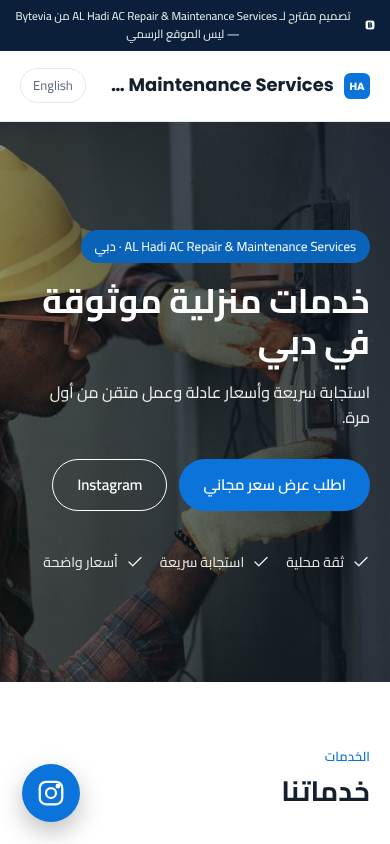 تصميم مقترح لـ AL Hadi AC Repair & Maintenance Services من Bytevia
— ليس الموقع الرسمي
HA
Maintenance Services ...
English
AL Hadi AC Repair & Maintenance Services · دبي
خدمات منزلية موثوقة
في دبي
استجابة سريعة وأسعار عادلة وعمل متقن من أول
مرة.
اطلب عرض سعر مجاني
Instagram
ثقة محلية
استجابة سريعة
أسعار واضحة
الخدمات
خدماتنا